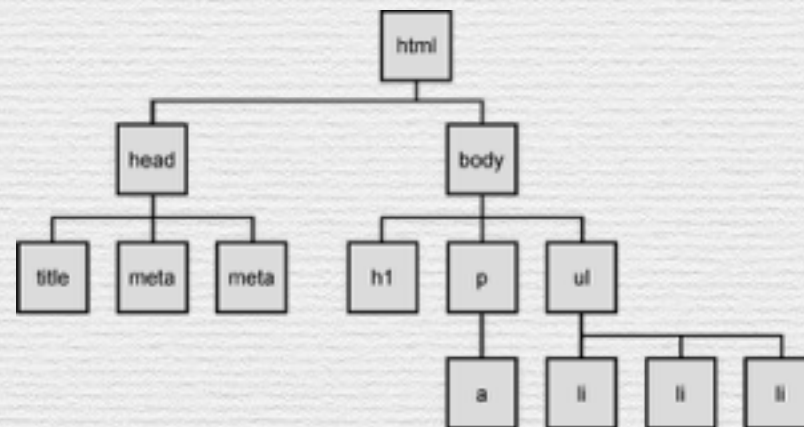 html
head body
title meta meta h1 p ul
a li li li